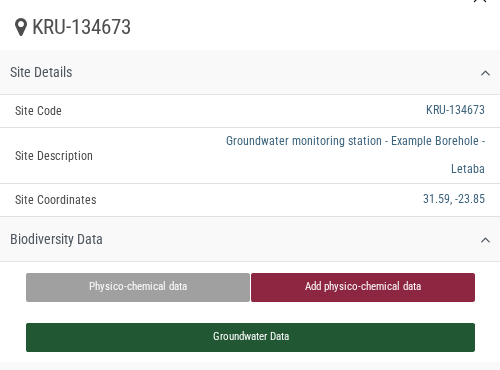 KRU-134673
Site Details
Site Code KRU-134673
Site Description Groundwater monitoring station - Example Borehole -
Letaba
Site Coordinates 31.59, -23.85
Biodiversity Data
Physico-chemical data Add physico-chemical data
Groundwater Data